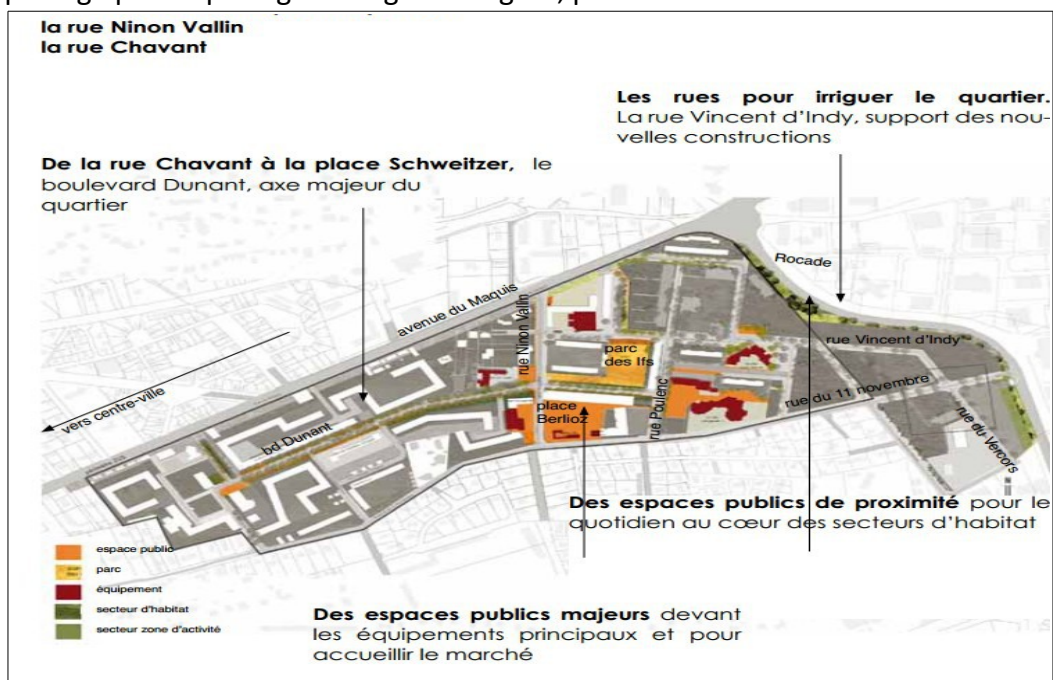 la rue Ninon Vallin
la rue Chavant
Les rues pour irriguer le quartier.
La rue Vincent d'Indy, support des nou-
velles constructions
De la rue Chavant à la place Schweitzer, le
boulevard Dunant, axe majeur du
quartier
Rocade
avenue du Maquis
rue Ninon Vallin
parc
des Ifs
rue Vincent d'Indy
vers centre-ville
rue Poulenc
rue du 11 novembre
place
Berlioz
bd Dunant
rue du Vercors
Des espaces publics de proximité pour le
quotidien au cœur des secteurs d'habitat
espace public
parc
équipement
secteur d'habitat
secteur zone d'activité
Des espaces publics majeurs devant
les équipements principaux et pour
accueillir le marché